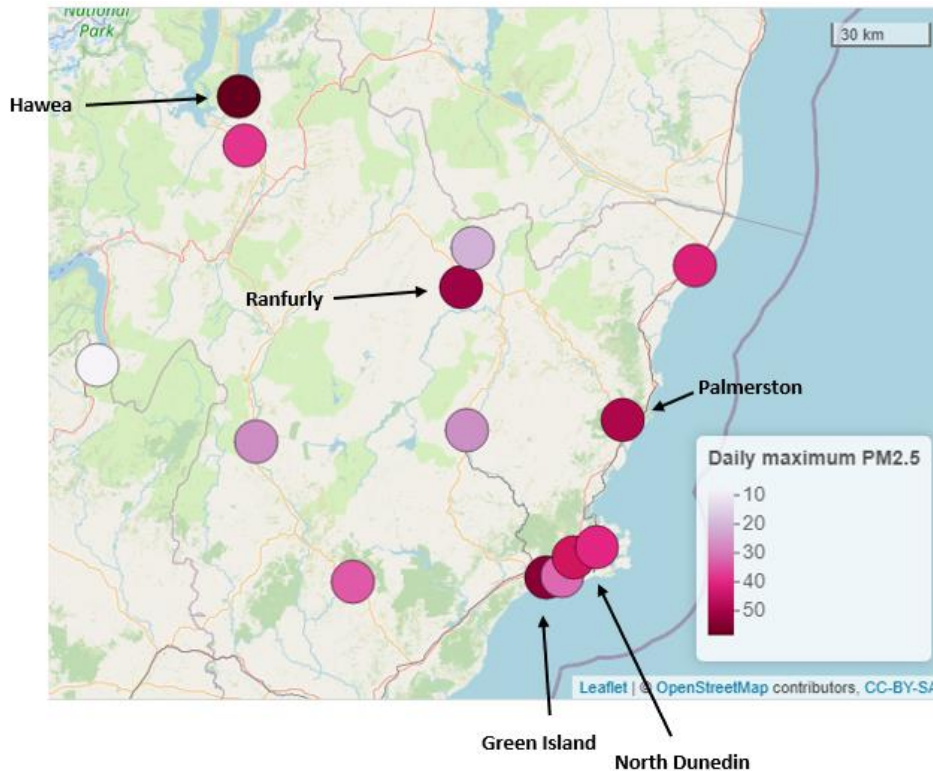 National
Park
30 km
Hawea
Ranfurly
Palmerston
Daily maximum PM2.5
10
20
30
40
50
Leaflet | © OpenStreetMap contributors, CC-BY-SA
Green Island
North Dunedin